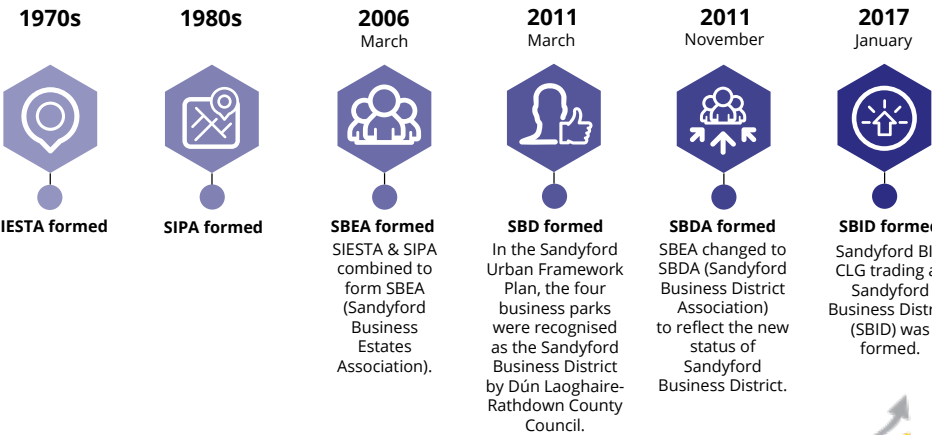 1970s
IESTA formed
1980s
SIPA formed
2006
March
SBEA formed
SIESTA & SIPA
combined to
form SBEA
(Sandyford
Business
Estates
Association).
2011
March
SBD formed
In the Sandyford
Urban Framework
Plan, the four
business parks
were recognised
as the Sandyford
Business District
by Dún Laoghaire-
Rathdown County
Council.
2011
November
SBDA formed
SBEA changed to
SBDA (Sandyford
Business District
Association)
to reflect the new
status of
Sandyford
Business District.
2017
January
SBID forme
Sandyford BI
CLG trading a
Sandyford
Business Distr
(SBID) was
formed.